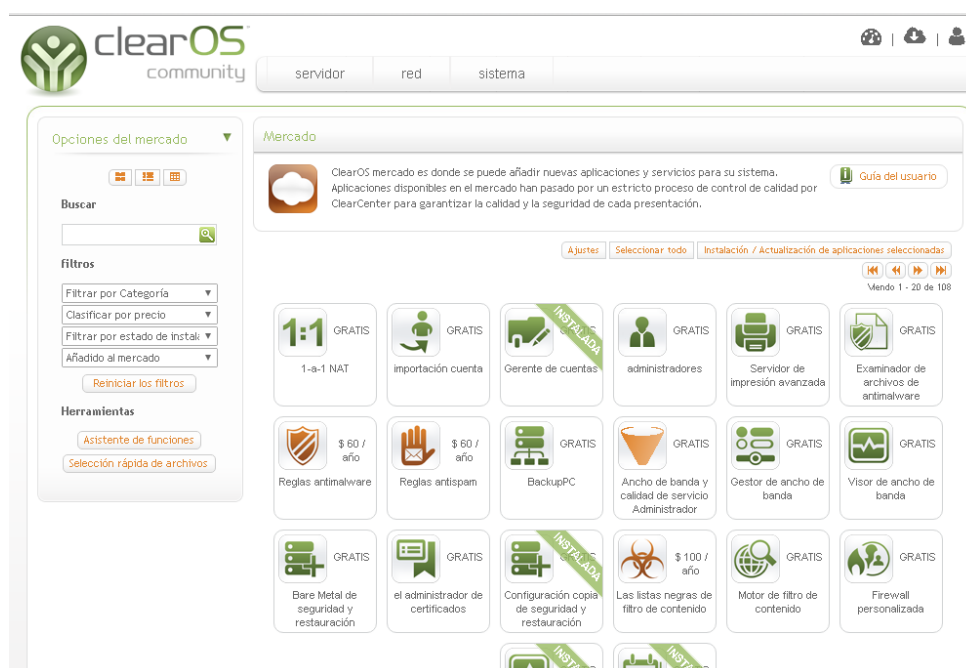 clearOS
community
servidor
red
sistema
Opciones del mercado
Buscar
filtros
Filtrar por Categoría
Clasificar por precio
Filtrar por estado de instala
Añadido al mercado
Reiniciar los filtros
Herramientas
Asistente de funciones
Selección rápida de archivos
Mercado
ClearOS mercado es donde se puede añadir nuevas aplicaciones y servicios para su sistema.
Aplicaciones disponibles en el mercado han pasado por un estricto proceso de control de calidad por
ClearCenter para garantizar la calidad y la seguridad de cada presentación.
Guía del usuario
Ajustes
Seleccionar todo
Instalación / Actualización de aplicaciones seleccionadas
Viendo 1 - 20 de 108
1:1
GRATIS
1-a-1 NAT
GRATIS
importación cuenta
INSTALADA
Gerente de cuentas
GRATIS
administradores
GRATIS
Servidor de
impresión avanzada
GRATIS
Examinador de
archivos de
antimalware
$ 60 /
año
Reglas antimalware
$ 60 /
año
Reglas antispam
GRATIS
BackupPC
GRATIS
Ancho de banda y
calidad de servicio
Administrador
GRATIS
Gestor de ancho de
banda
GRATIS
Visor de ancho de
banda
GRATIS
Bare Metal de
seguridad y
restauración
GRATIS
el administrador de
certificados
INSTALADA
Configuración copia
de seguridad y
restauración
$ 100 /
año
Las listas negras de
filtro de contenido
GRATIS
Motor de filtro de
contenido
GRATIS
Firewall
personalizada